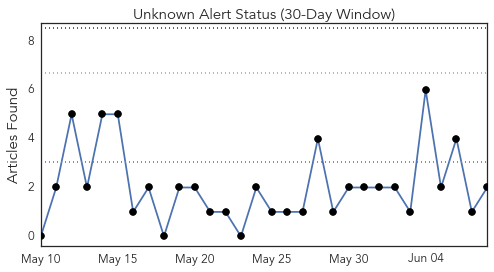 Unknown Alert Status (30-Day Window)
Articles Found
8
6
4
2
0
May 10 May 15 May 20 May 25 May 30 Jun 04